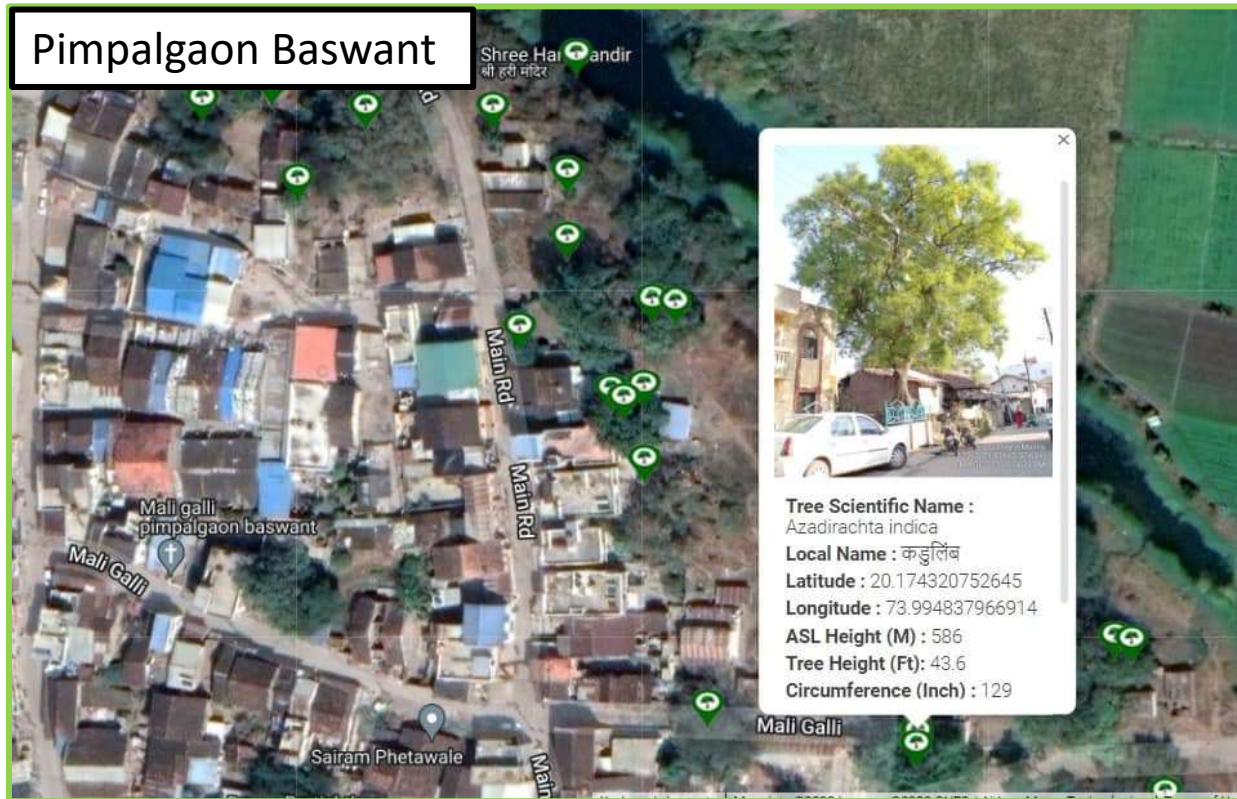 Pimpalgaon Baswant
Shree Hari Mandir
श्री हरी मंदिर
Main Rd
Main Rd
Mali galli
pimpalgaon baswant
Mali Galli
Sairam Phetawale
Mali Galli
Main
Tree Scientific Name :
Azadirachta indica
Local Name : कडुलिंब
Latitude : 20.174320752645
Longitude : 73.994837966914
ASL Height (M) : 586
Tree Height (Ft): 43.6
Circumference (Inch) : 129